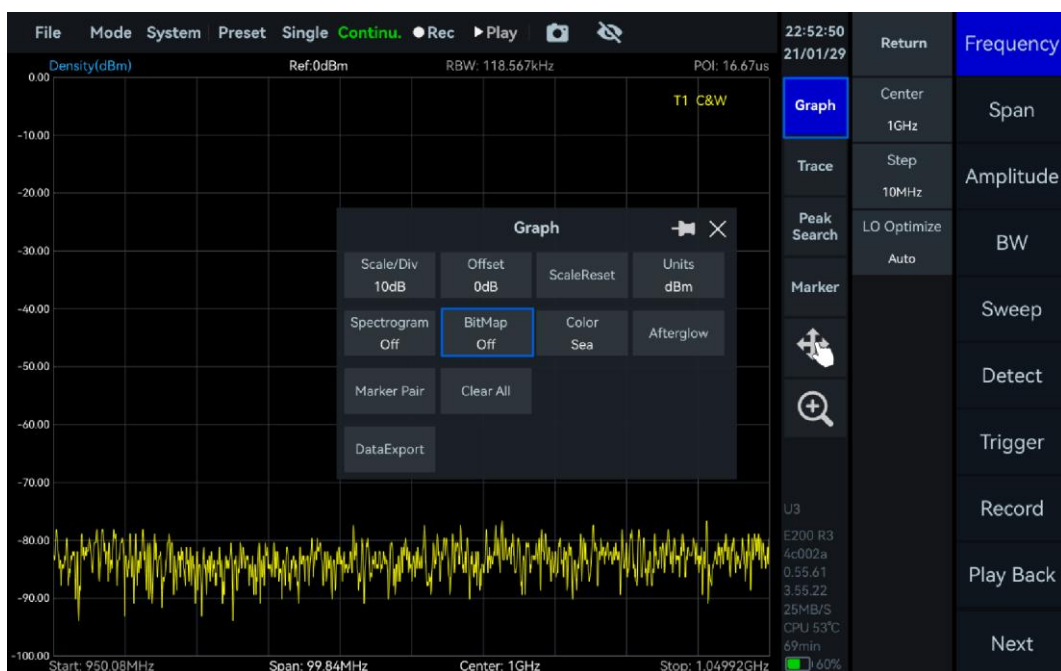 File Mode System Preset Single Continu. Rec Play
Density(dBm) Ref:0dBm RBW: 118.567kHz POI: 16.67us
T1 C&W
0.00
-10.00
-20.00
-30.00
-40.00
-50.00
-60.00
-70.00
-80.00
-90.00
-100.00
Start: 950.08MHz Span: 99.84MHz Center: 1GHz Stop: 1.04992GHz
Graph
Scale/Div
10dB
Offset
0dB
ScaleReset
Units
dBm
Spectrogram
Off
BitMap
Off
Color
Sea
Afterglow
Marker Pair
Clear All
DataExport
22:52:50
21/01/29
Graph
Trace
Peak
Search
Marker
U3
E200 R3
4c002a
0.55.61
3.55.22
25MB/S
CPU 53°C
69min
60%
Return
Center
1GHz
Step
10MHz
LO Optimize
Auto
Frequency
Span
Amplitude
BW
Sweep
Detect
Trigger
Record
Play Back
Next